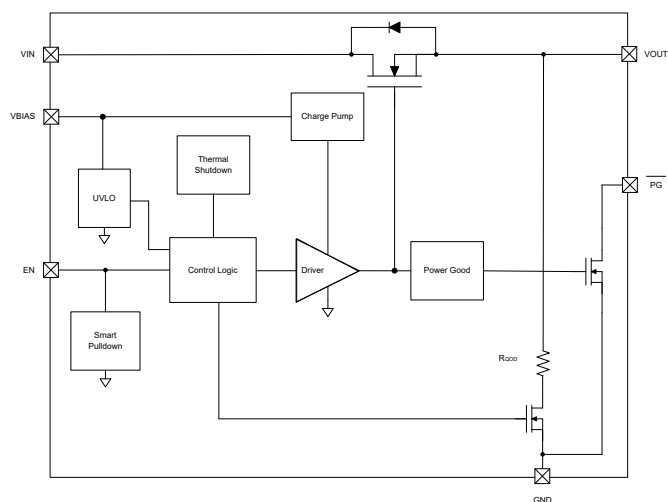 VIN
VOUT
VBIAS
Charge Pump
Thermal
Shutdown
UVLO
PG
EN
Control Logic
Driver
Power Good
Smart
Pulldown
RQOD
GND